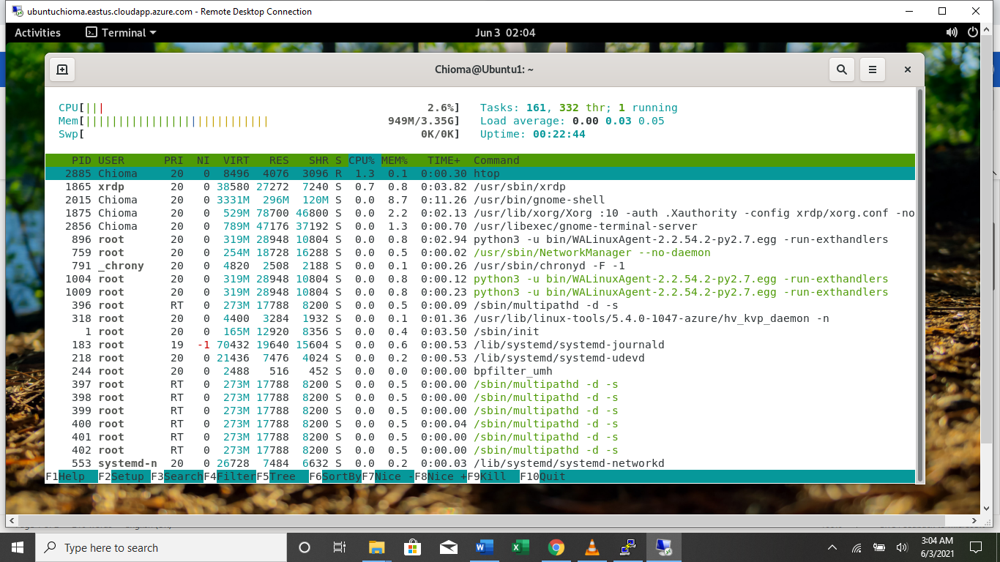 ubuntuchioma.eastus.cloudapp.azure.com - Remote Desktop Connection
Activities Terminal Jun 3 02:04
Chioma@Ubuntu1: ~
CPU[||| 2.6%] Tasks: 161, 332 thr; 1 running
Mem[|||||||||||||||||||||||||||| 949M/3.35G] Load average: 0.00 0.03 0.05
Swp[ 0K/0K] Uptime: 00:22:44
PID USER PRI NI VIRT RES SHR S CPU% MEM% TIME+ Command
2885 Chioma 20 0 8496 4076 3096 R 1.3 0.1 0:00.30 htop
1865 xrdp 20 0 38580 27272 7240 S 0.7 0.8 0:03.82 /usr/sbin/xrdp
2015 Chioma 20 0 3331M 296M 120M S 0.0 8.7 0:11.26 /usr/bin/gnome-shell
1875 Chioma 20 0 529M 78700 46800 S 0.0 2.2 0:02.13 /usr/lib/xorg/Xorg :10 -auth .Xauthority -config xrdp/xorg.conf -no
2856 Chioma 20 0 789M 47176 37192 S 0.0 1.3 0:00.70 /usr/libexec/gnome-terminal-server
896 root 20 0 319M 28948 10804 S 0.0 0.8 0:02.94 python3 -u bin/WALinuxAgent-2.2.54.2-py2.7.egg -run-exthandlers
759 root 20 0 254M 18728 16288 S 0.0 0.5 0:00.02 /usr/sbin/NetworkManager --no-daemon
791 _chrony 20 0 4820 2508 2188 S 0.0 0.1 0:00.26 /usr/sbin/chronyd -F -1
1004 root 20 0 319M 28948 10804 S 0.0 0.8 0:00.12 python3 -u bin/WALinuxAgent-2.2.54.2-py2.7.egg -run-exthandlers
1009 root 20 0 319M 28948 10804 S 0.0 0.8 0:00.23 python3 -u bin/WALinuxAgent-2.2.54.2-py2.7.egg -run-exthandlers
396 root RT 0 273M 17788 8200 S 0.0 0.5 0:00.09 /sbin/multipathd -d -s
318 root 20 0 4400 3284 1932 S 0.0 0.1 0:01.36 /usr/lib/linux-tools/5.4.0-1047-azure/hv_kvp_daemon -n
1 root 20 0 165M 12920 8356 S 0.0 0.4 0:03.50 /sbin/init
183 root 19 -1 70432 19640 15604 S 0.0 0.6 0:00.53 /lib/systemd/systemd-journald
218 root 20 0 21436 7476 4024 S 0.0 0.2 0:00.53 /lib/systemd/systemd-udevd
244 root 20 0 2488 516 452 S 0.0 0.0 0:00.00 bpfilter_umh
397 root RT 0 273M 17788 8200 S 0.0 0.5 0:00.00 /sbin/multipathd -d -s
398 root RT 0 273M 17788 8200 S 0.0 0.5 0:00.00 /sbin/multipathd -d -s
399 root RT 0 273M 17788 8200 S 0.0 0.5 0:00.00 /sbin/multipathd -d -s
400 root RT 0 273M 17788 8200 S 0.0 0.5 0:00.04 /sbin/multipathd -d -s
401 root RT 0 273M 17788 8200 S 0.0 0.5 0:00.00 /sbin/multipathd -d -s
402 root RT 0 273M 17788 8200 S 0.0 0.5 0:00.00 /sbin/multipathd -d -s
553 systemd-n 20 0 26728 7484 6632 S 0.0 0.2 0:00.03 /lib/systemd/systemd-networkd
F1Help F2Setup F3SearchF4FilterF5Tree F6SortByF7Nice -F8Nice +F9Kill F10Quit
Type here to search
3:04 AM
6/3/2021